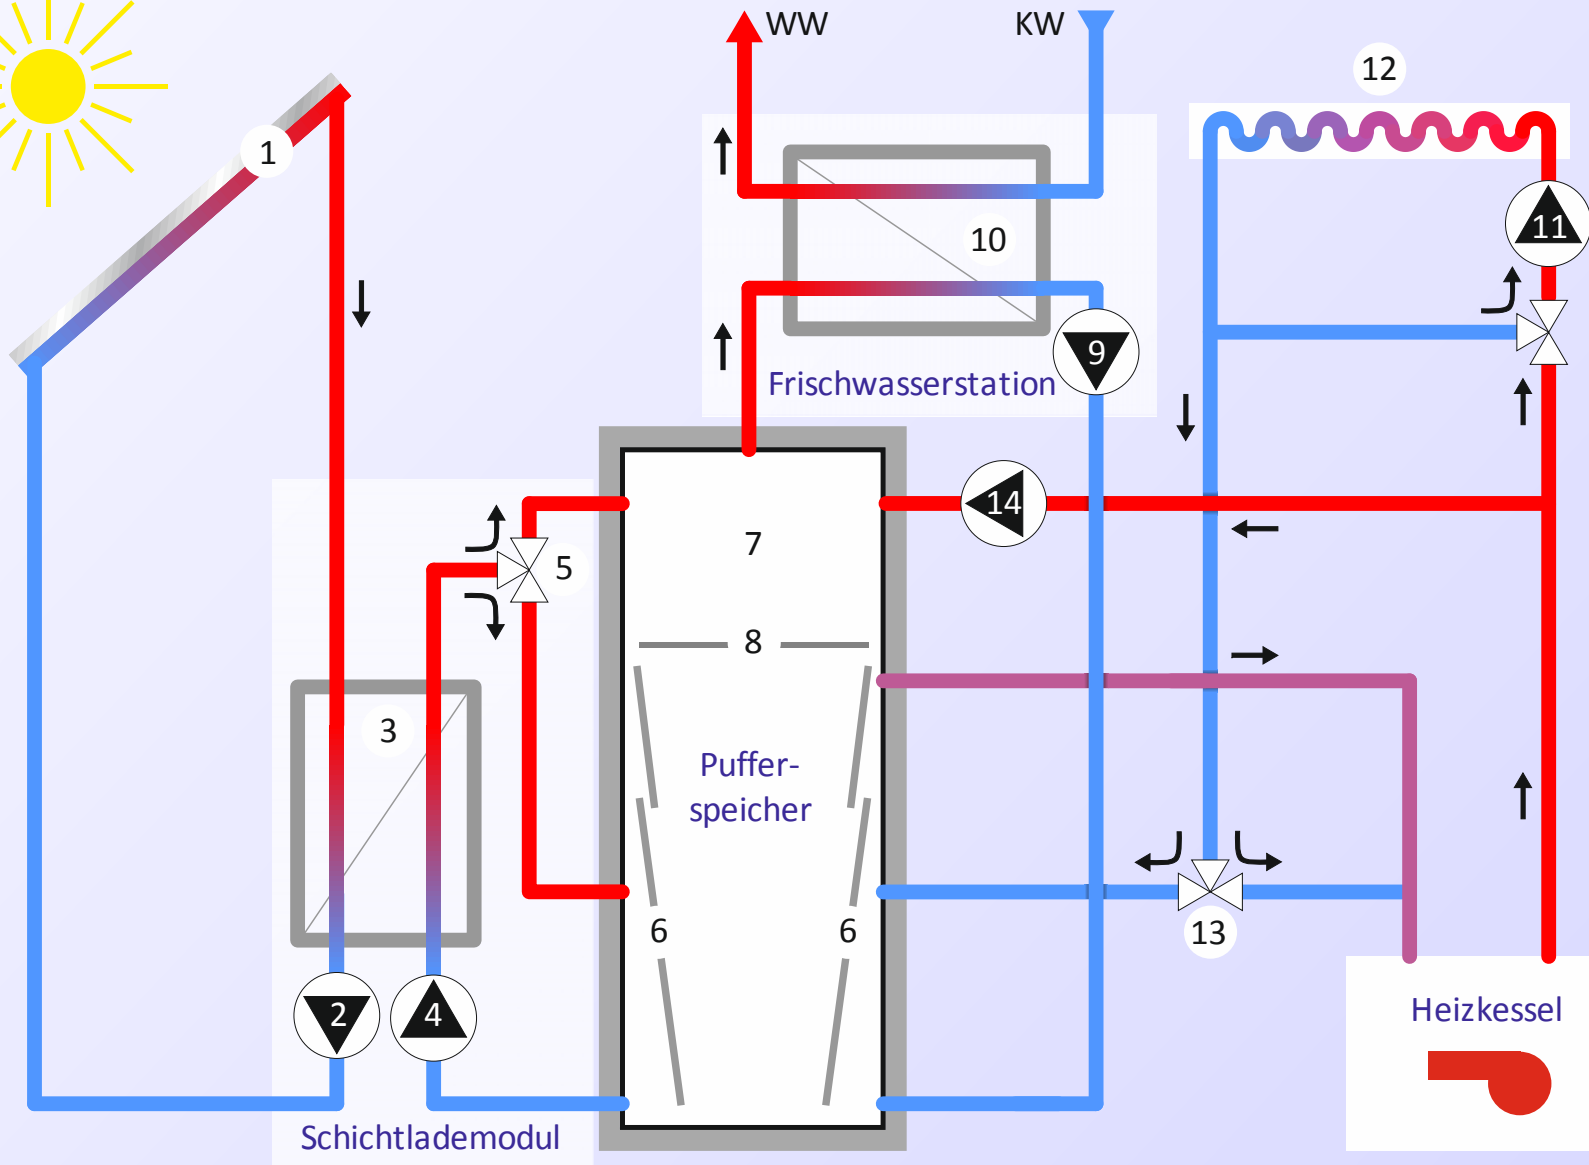 WW
KW
12
1
11
10
9
Frischwasserstation
14
7
5
8
3
Puffer-
speicher
6
6
13
2
4
Heizkessel
Schichtlademodul